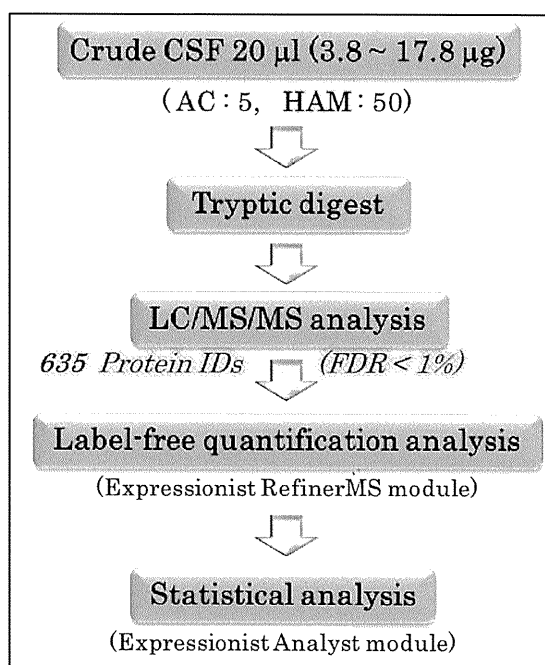 Crude CSF 20 μl (3.8 ~ 17.8 μg)
(AC : 5, HAM : 50)
Tryptic digest
LC/MS/MS analysis
635 Protein IDs (FDR < 1%)
Label-free quantification analysis
(Expressionist RefinerMS module)
Statistical analysis
(Expressionist Analyst module)